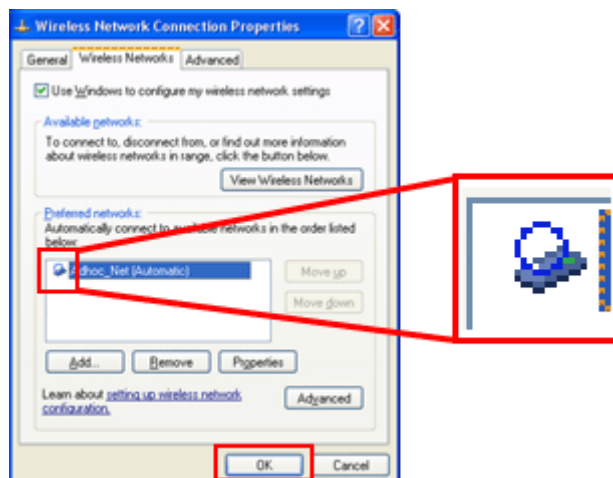 Wireless Network Connection Properties
General Wireless Networks Advanced
Use Windows to configure my wireless network settings
Available networks:
To connect to, disconnect from, or find out more information
about wireless networks in range, click the button below.
View Wireless Networks
Preferred networks:
Automatically connect to available networks in the order listed
below:
Adhoc_Net (Automatic)
Move up
Move down
Add... Remove Properties
Learn about setting up wireless network
configuration.
Advanced
OK Cancel